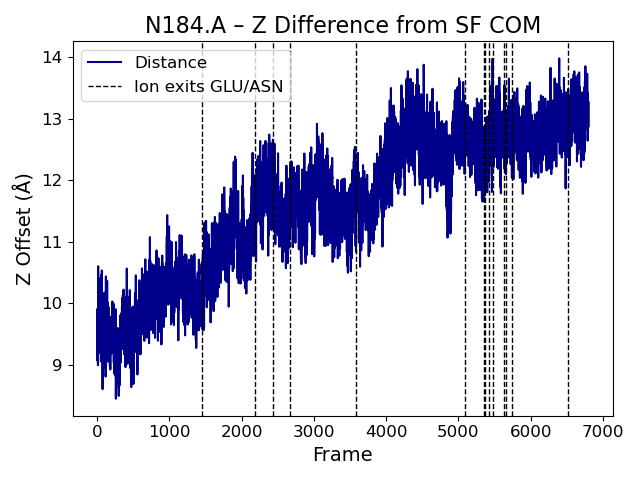 N184.A – Z Difference from SF COM
Distance
Ion exits GLU/ASN
Z Offset (Å)
14
13
12
11
10
9
0 1000 2000 3000 4000 5000 6000 7000
Frame